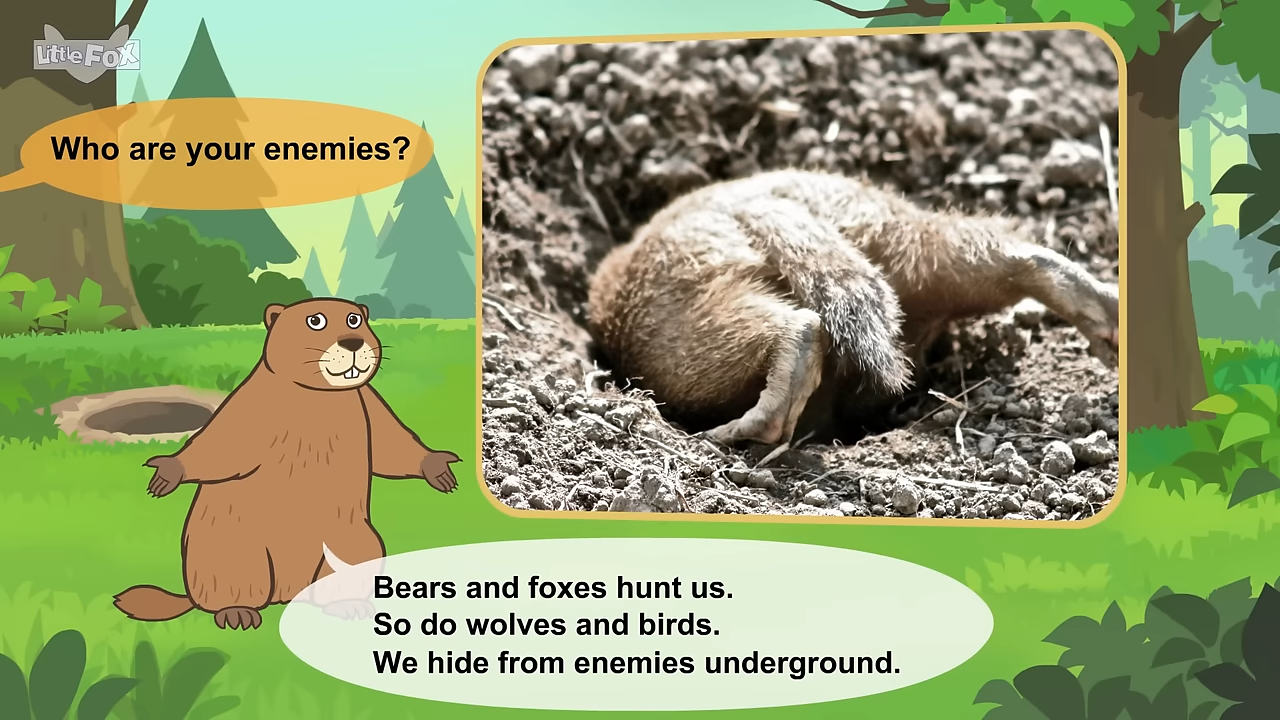 Little Fox
Who are your enemies?
Bears and foxes hunt us.
So do wolves and birds.
We hide from enemies underground.